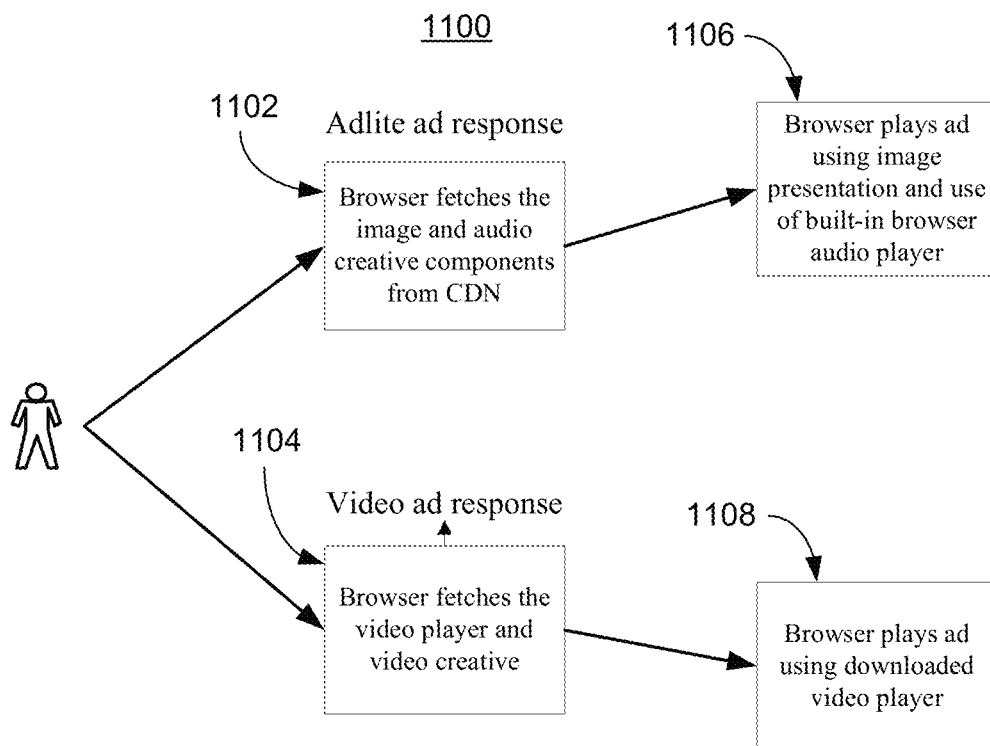 1100
1102
Adlite ad response
Browser fetches the
image and audio
creative components
from CDN
1106
Browser plays ad
using image
presentation and use
of built-in browser
audio player
1104
Video ad response
Browser fetches the
video player and
video creative
1108
Browser plays ad
using downloaded
video player